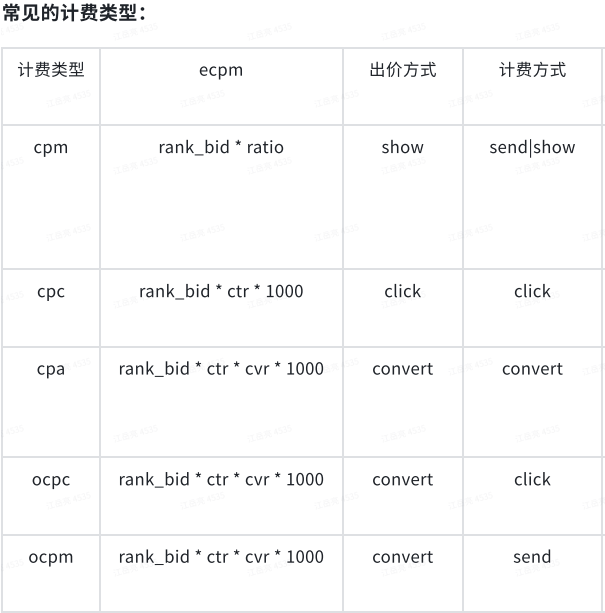 常见的计费类型：
计费类型 ecpm 出价方式 计费方式
cpm rank_bid * ratio show send|show
cpc rank_bid * ctr * 1000 click click
cpa rank_bid * ctr * cvr * 1000 convert convert
ocpc rank_bid * ctr * cvr * 1000 convert click
ocpm rank_bid * ctr * cvr * 1000 convert send